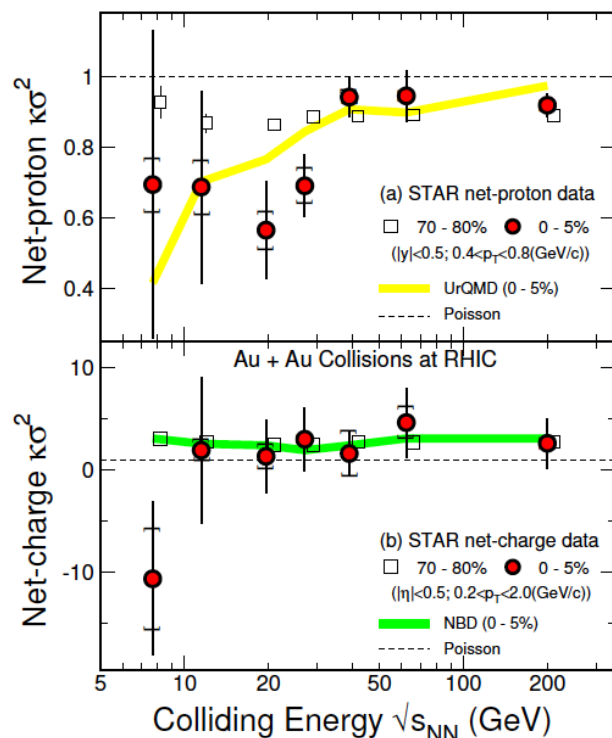 Net-proton κσ²
1
0.8
0.6
0.4
(a) STAR net-proton data
70 - 80% 0 - 5%
(|y|<0.5; 0.4<p_T<0.8(GeV/c))
UrQMD (0 - 5%)
Poisson
Au + Au Collisions at RHIC
Net-charge κσ²
10
0
-10
(b) STAR net-charge data
70 - 80% 0 - 5%
(|η|<0.5; 0.2<p_T<2.0(GeV/c))
NBD (0 - 5%)
Poisson
5 10 20 50 100 200
Colliding Energy √s_NN (GeV)